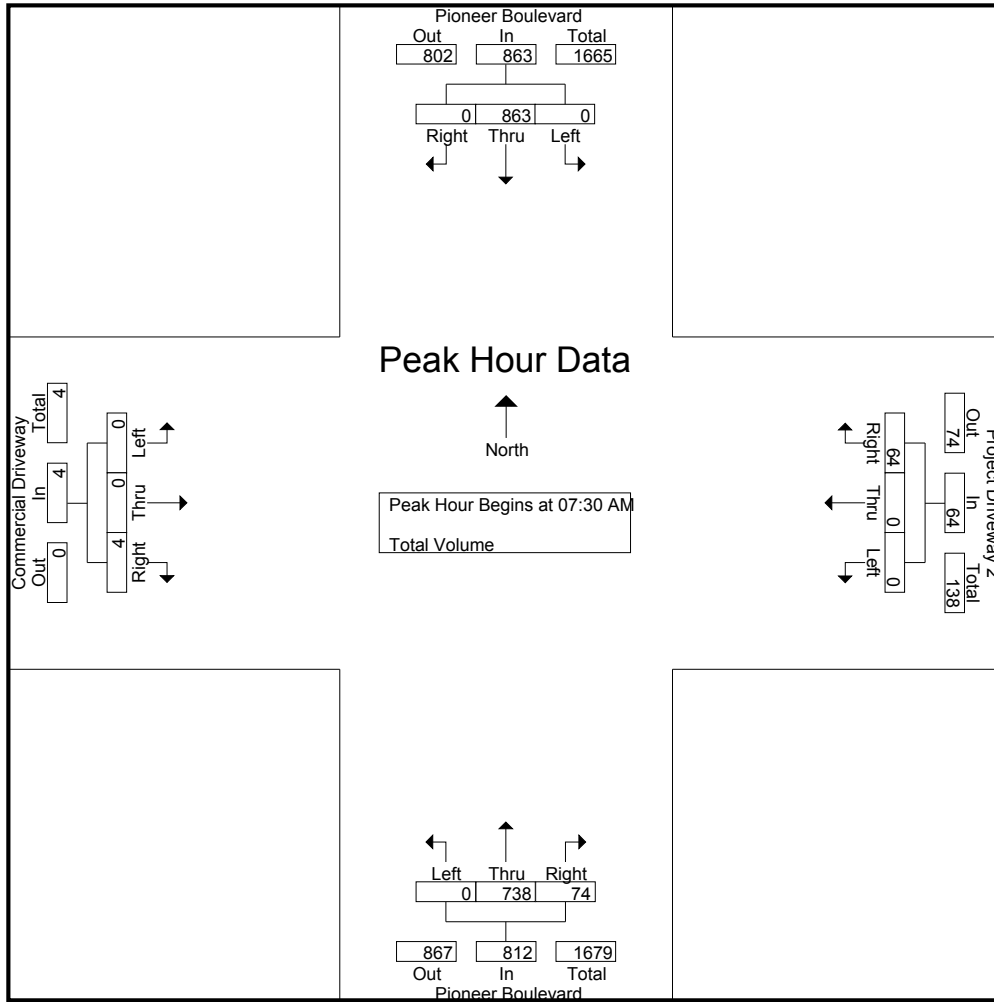 Pioneer Boulevard
Out In Total
802 863 1665
0 863 0
Right Thru Left
Peak Hour Data
North
Peak Hour Begins at 07:30 AM
Total Volume
Commercial Driveway
Out In Total
0 4 4
Left Thru Right
0 0 4
Project Driveway 2
Out In Total
74 64 138
Right Thru Left
64 0 0
Left Thru Right
0 738 74
867 812 1679
Out In Total
Pioneer Boulevard